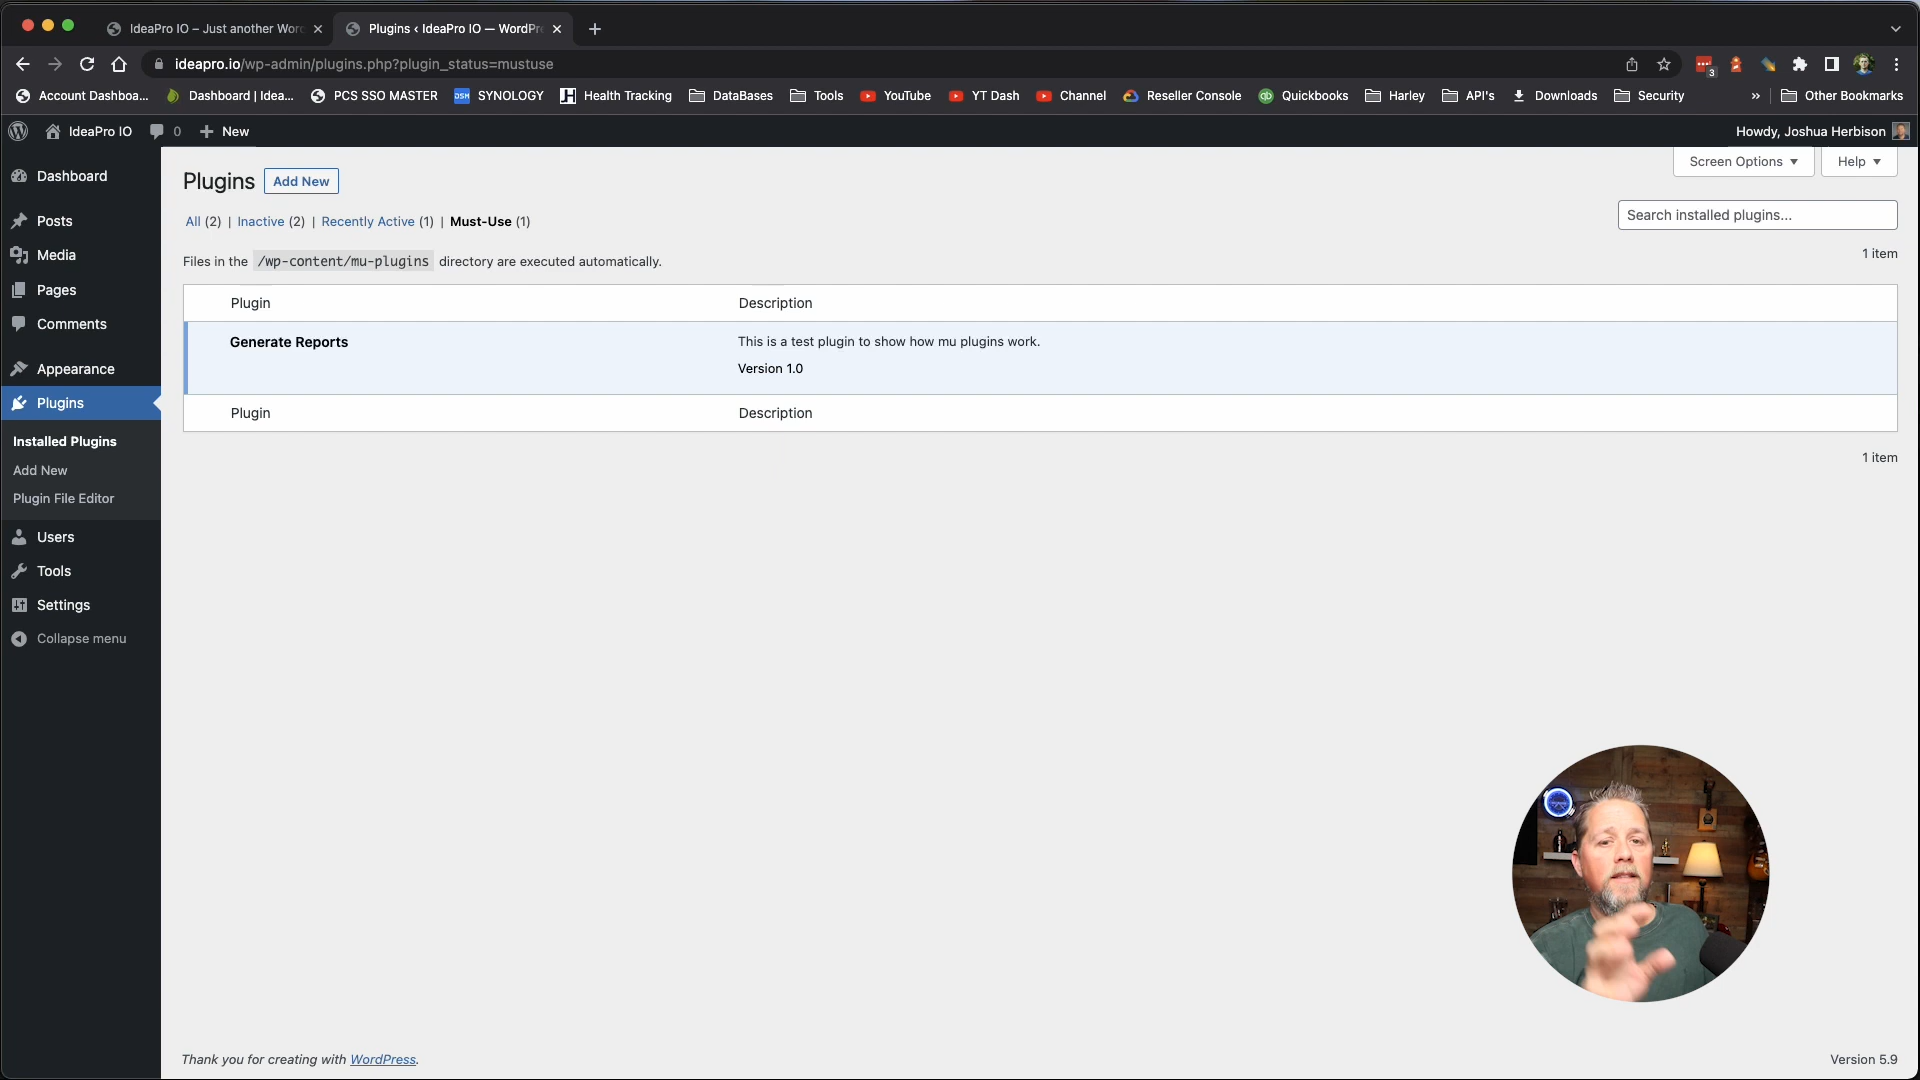 IdeaPro IO – Just another Wor
Plugins ‹ IdeaPro IO — WordPr
ideapro.io/wp-admin/plugins.php?plugin_status=mustuse
3
Account Dashboa...
Dashboard | Idea...
PCS SSO MASTER
DSM SYNOLOGY
Health Tracking
DataBases
Tools
YouTube
YT Dash
Channel
Reseller Console
qb Quickbooks
Harley
API's
Downloads
Security
»
Other Bookmarks
IdeaPro IO
0
New
Howdy, Joshua Herbison
Dashboard
Posts
Media
Pages
Comments
Appearance
Plugins
Installed Plugins
Add New
Plugin File Editor
Users
Tools
Settings
Collapse menu
Screen Options
Help
Plugins
Add New
All (2) | Inactive (2) | Recently Active (1) | Must-Use (1)
Search installed plugins...
Files in the /wp-content/mu-plugins directory are executed automatically.
1 item
Plugin
Description
Generate Reports
This is a test plugin to show how mu plugins work.
Version 1.0
Plugin
Description
1 item
Thank you for creating with WordPress.
Version 5.9